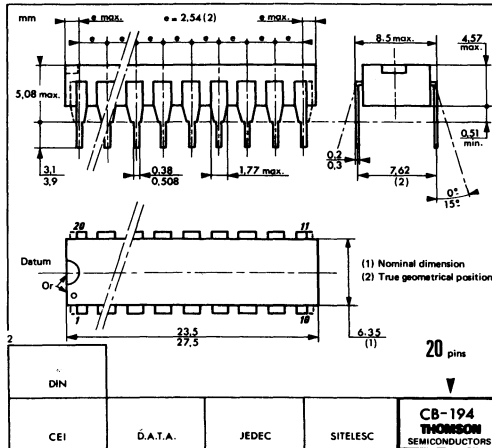 mm
e max.
e = 2,54 (2)
e max.
e e e e e e e e
8.5 max.
4,57 max.
5,08 max.
0,51 min.
3,1
3,9
0,38
0,508
1,77 max.
0,2
0,3
7,62
(2)
0°
15°
20
11
Datum
Or
1
10
(1) Nominal dimension
(2) True geometrical position
23,5
27,5
6.35
(1)
20 pins
2
DIN
CEI
D.A.T.A.
JEDEC
SITELESC
CB-194
THOMSON
SEMICONDUCTORS